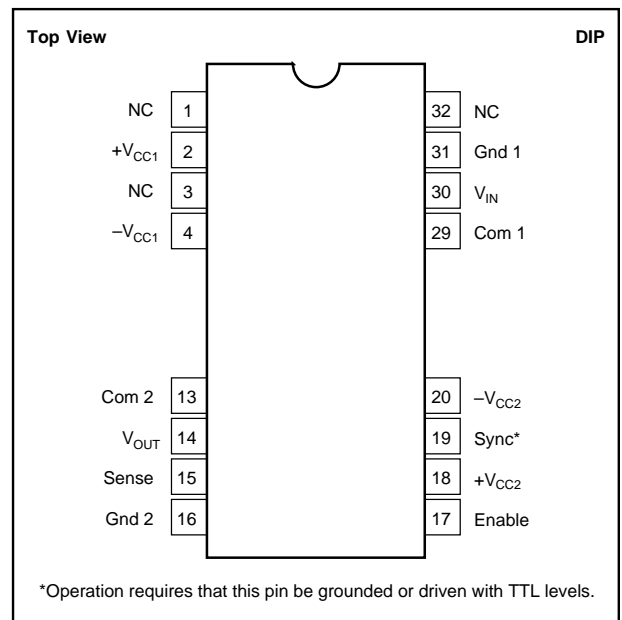 Top View DIP
NC 1 32 NC
+VCC1 2 31 Gnd 1
NC 3 30 VIN
–VCC1 4 29 Com 1
Com 2 13 20 –VCC2
VOUT 14 19 Sync*
Sense 15 18 +VCC2
Gnd 2 16 17 Enable
*Operation requires that this pin be grounded or driven with TTL levels.